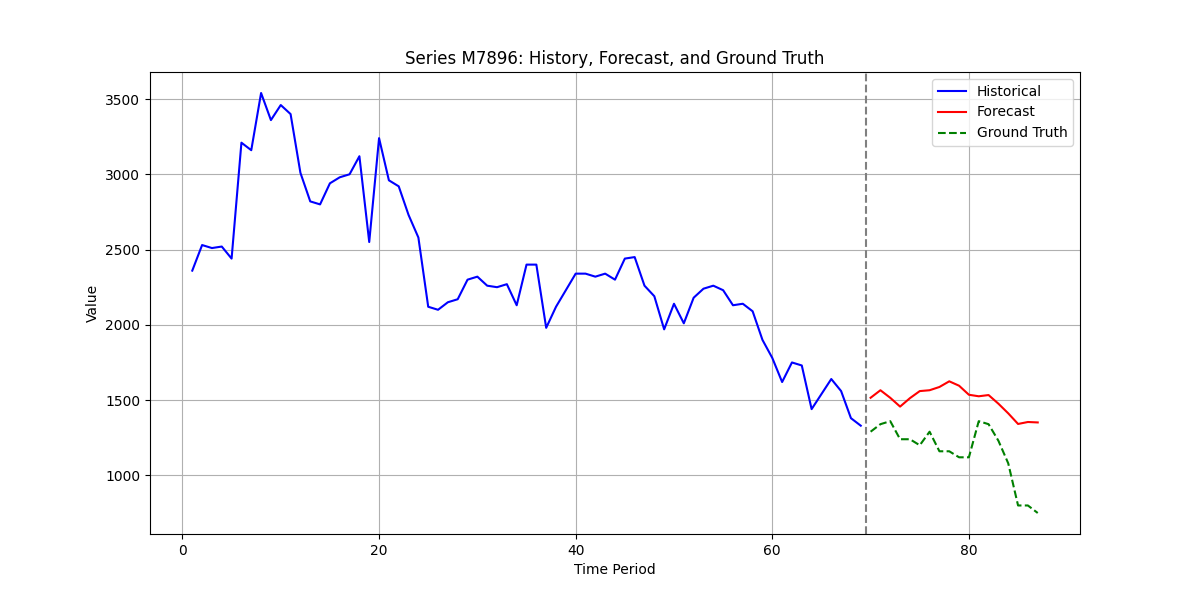 Series M7896: History, Forecast, and Ground Truth
Historical
Forecast
Ground Truth
3500
3000
2500
2000
1500
1000
Value
0
20
40
60
80
Time Period